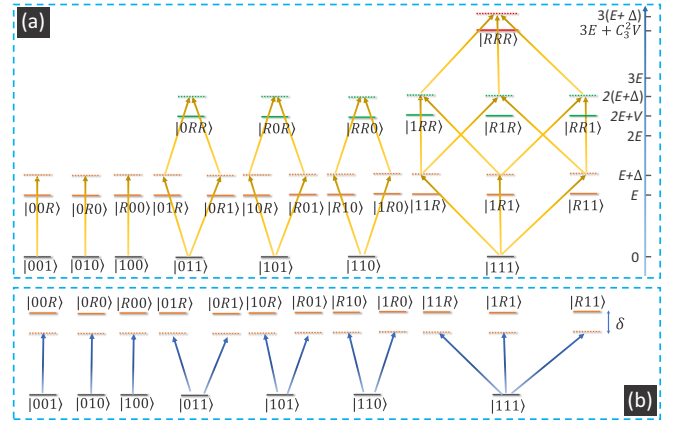 (a)
3(E+Δ)
3E + C₃²V
|RRR⟩
3E
2(E+Δ)
|0RR⟩ |R0R⟩ |RR0⟩ |1RR⟩ |R1R⟩ |RR1⟩ 2E+V
2E
E+Δ
|00R⟩ |0R0⟩ |R00⟩ |01R⟩ |0R1⟩ |10R⟩ |R01⟩ |R10⟩ |1R0⟩ |11R⟩ |1R1⟩ |R11⟩ E
|001⟩ |010⟩ |100⟩ |011⟩ |101⟩ |110⟩ |111⟩ 0
|00R⟩ |0R0⟩ |R00⟩ |01R⟩ |0R1⟩ |10R⟩ |R01⟩ |R10⟩ |1R0⟩ |11R⟩ |1R1⟩ |R11⟩
δ
|001⟩ |010⟩ |100⟩ |011⟩ |101⟩ |110⟩ |111⟩
(b)